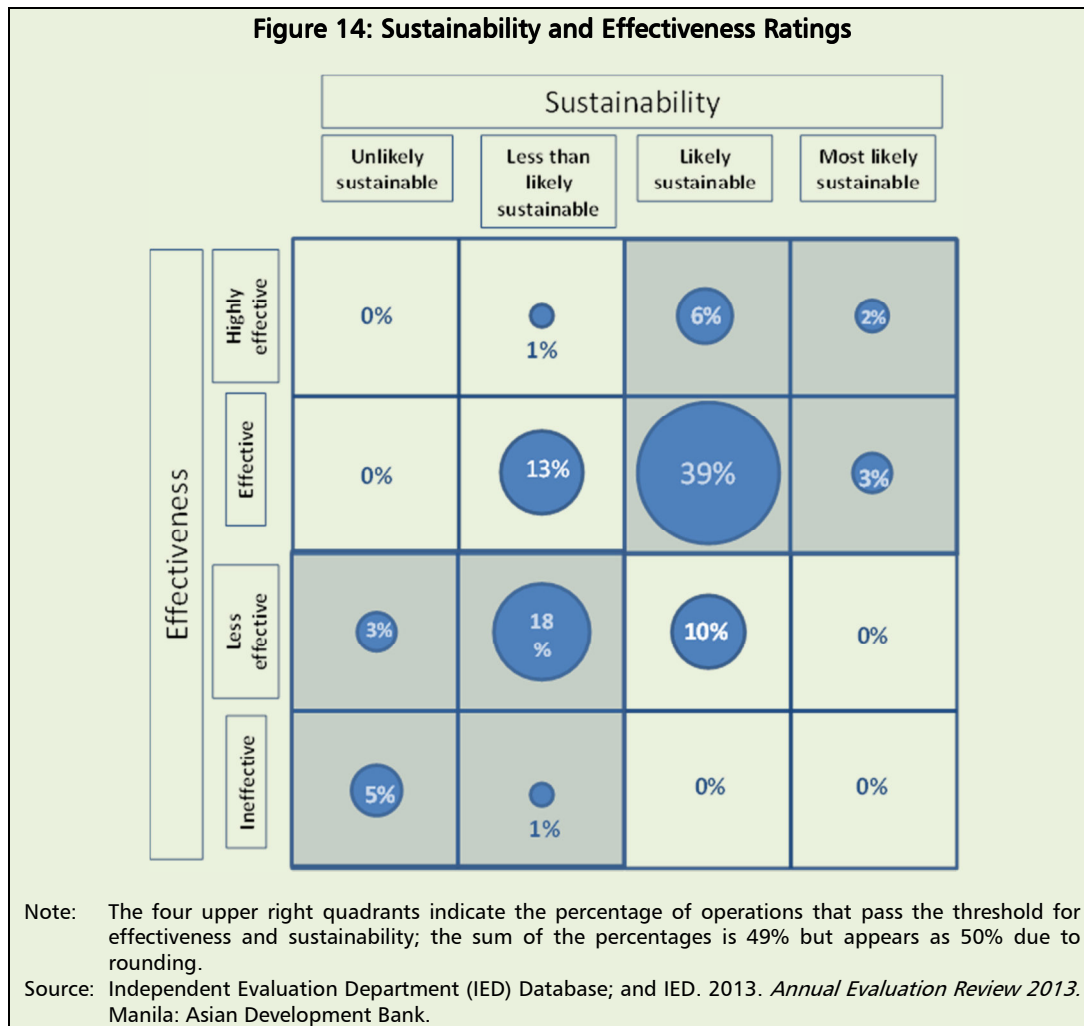 Figure 14: Sustainability and Effectiveness Ratings
Sustainability
Unlikely
sustainable
Less than
likely
sustainable
Likely
sustainable
Most likely
sustainable
Effectiveness
Highly
effective
0%
1%
6%
2%
Effective
0%
13%
39%
3%
Less
effective
3%
18
%
10%
0%
Ineffective
5%
1%
0%
0%
Note: The four upper right quadrants indicate the percentage of operations that pass the threshold for
effectiveness and sustainability; the sum of the percentages is 49% but appears as 50% due to
rounding.
Source: Independent Evaluation Department (IED) Database; and IED. 2013. Annual Evaluation Review 2013.
Manila: Asian Development Bank.